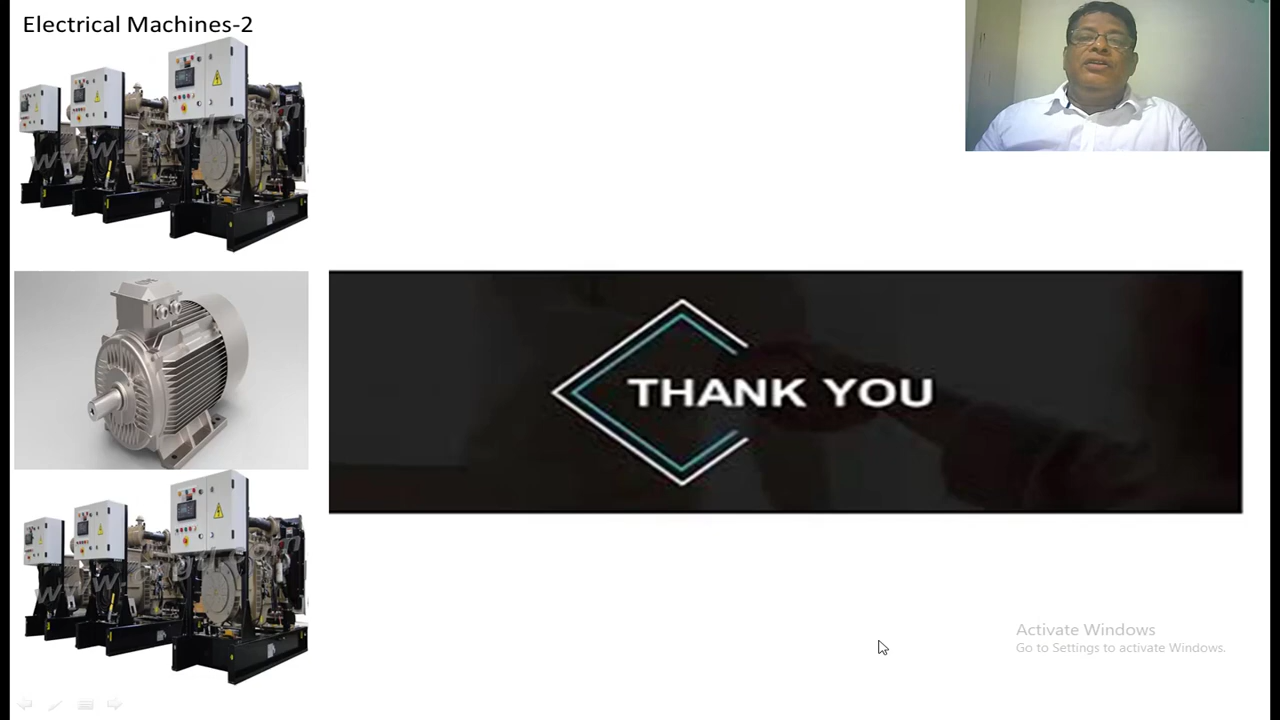 Electrical Machines-2
THANK YOU
Activate Windows
Go to Settings to activate Windows.